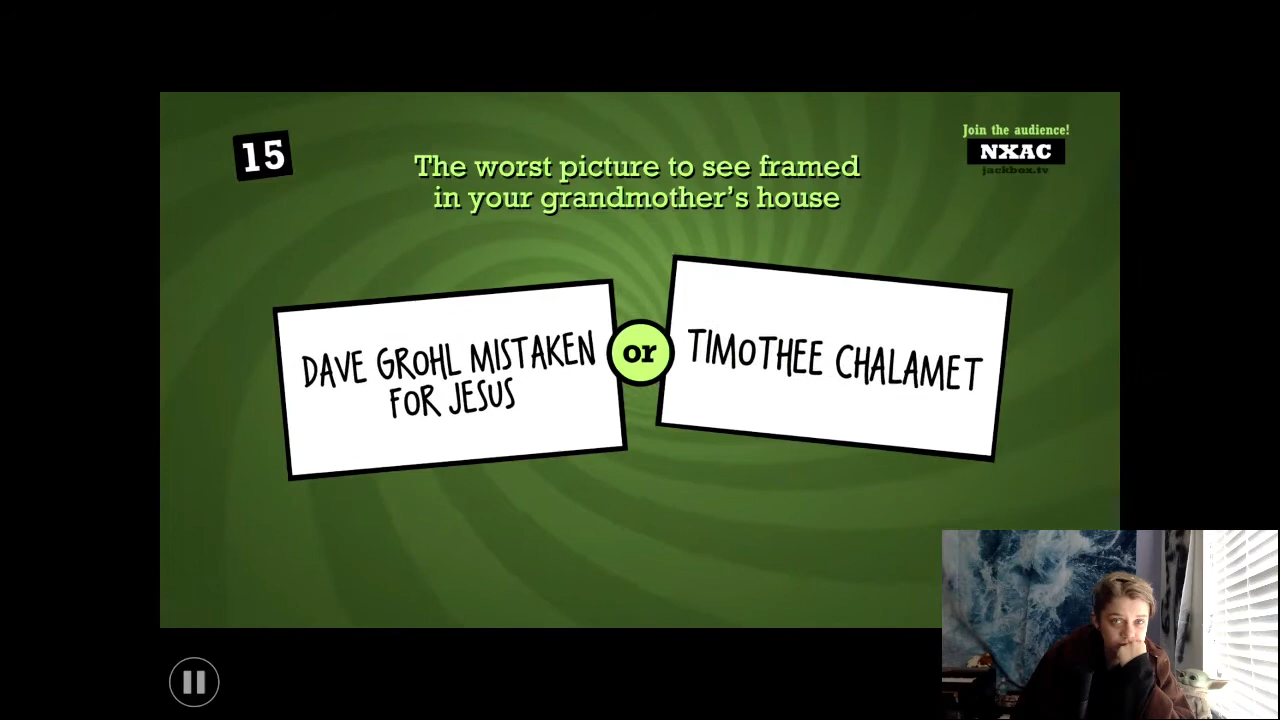 15
Join the audience!
NXAC
jackbox.tv
The worst picture to see framed
in your grandmother's house
DAVE GROHL MISTAKEN
FOR JESUS
or
TIMOTHEE CHALAMET